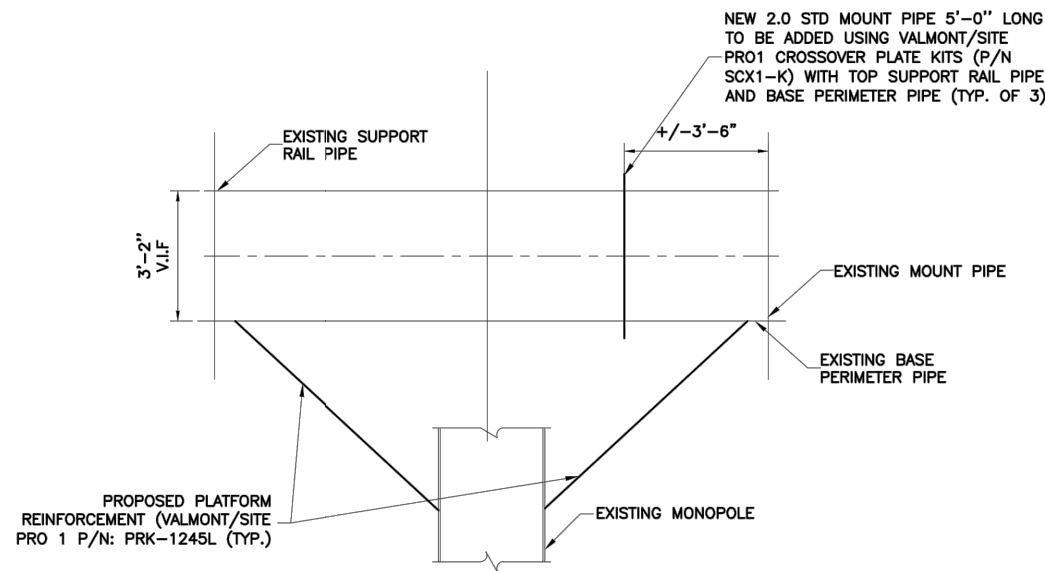 NEW 2.0 STD MOUNT PIPE 5'-0" LONG
TO BE ADDED USING VALMONT/SITE
PRO1 CROSSOVER PLATE KITS (P/N
SCX1-K) WITH TOP SUPPORT RAIL PIPE
AND BASE PERIMETER PIPE (TYP. OF 3)
+/-3'-6"
EXISTING SUPPORT
RAIL PIPE
3'-2"
V.I.F
EXISTING MOUNT PIPE
EXISTING BASE
PERIMETER PIPE
PROPOSED PLATFORM
REINFORCEMENT (VALMONT/SITE
PRO 1 P/N: PRK-1245L (TYP.)
EXISTING MONOPOLE